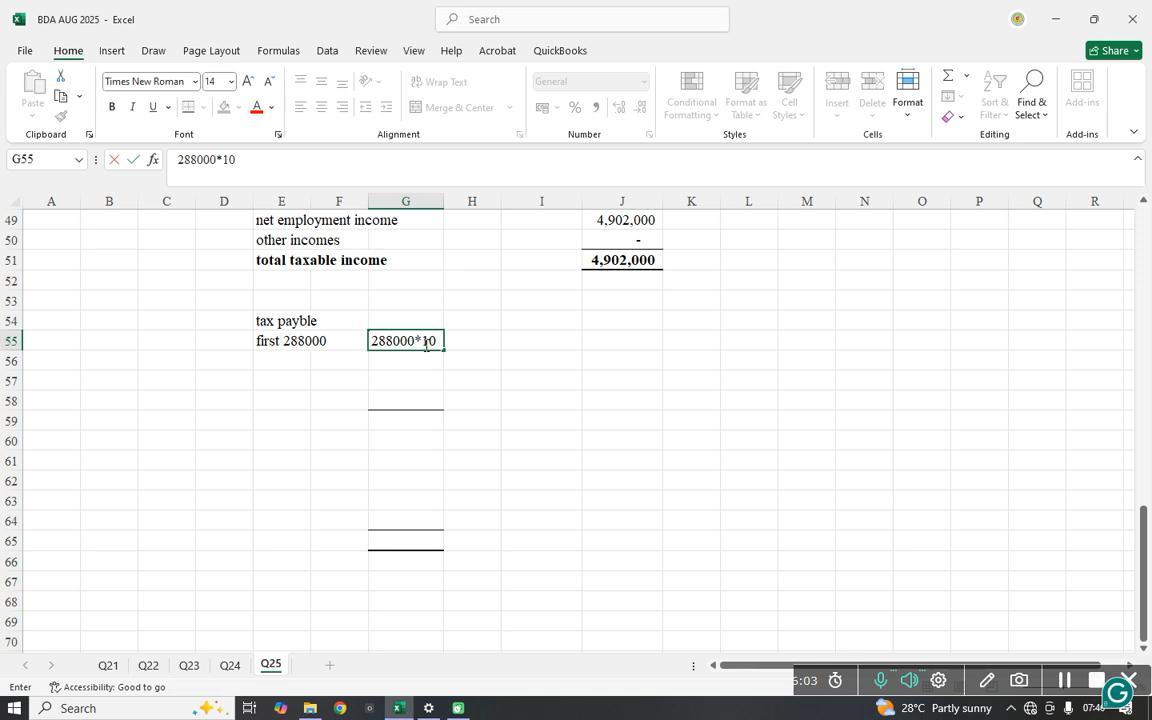 BDA AUG 2025 - Excel
Search
File Home Insert Draw Page Layout Formulas Data Review View Help Acrobat QuickBooks Share
Times New Roman 14 General
Paste B I U Wrap Text Merge & Center Conditional Formatting Format as Table Cell Styles Insert Delete Format Sort & Filter Find & Select Add-ins
Clipboard Font Alignment Number Styles Cells Editing Add-ins
G55 fx 288000*10
A B C D E F G H I J K L M N O P Q R
49 net employment income 4,902,000
50 other incomes -
51 total taxable income 4,902,000
52
53
54 tax payble
55 first 288000 288000*10
56
57
58
59
60
61
62
63
64
65
66
67
68
69
70
Q21 Q22 Q23 Q24 Q25
Enter Accessibility: Good to go
6:03
Search 28°C Partly sunny